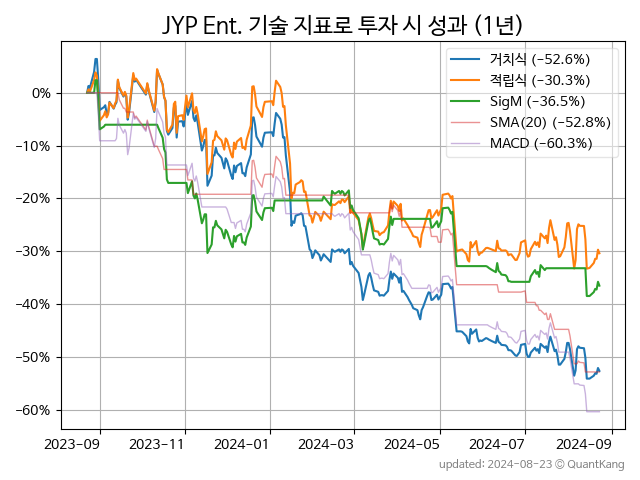 JYP Ent. 기술 지표로 투자 시 성과 (1년)
거치식 (−52.6%)
적립식 (−30.3%)
SigM (−36.5%)
SMA(20) (−52.8%)
MACD (−60.3%)
0%
−10%
−20%
−30%
−40%
−50%
−60%
2023-09 2023-11 2024-01 2024-03 2024-05 2024-07 2024-09
updated: 2024-08-23 © QuantKang